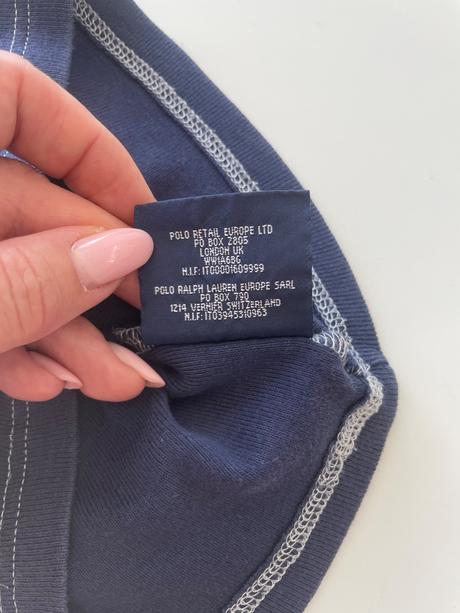 POLO RETAIL EUROPE LTD
PO BOX 2805
LONDON UK
WW1A6BG
N.I.F: IT00001609999
POLO RALPH LAUREN EUROPE SARL
PO BOX 790
1214 VERNIER SWITZERLAND
N.I.F: IT03945310963